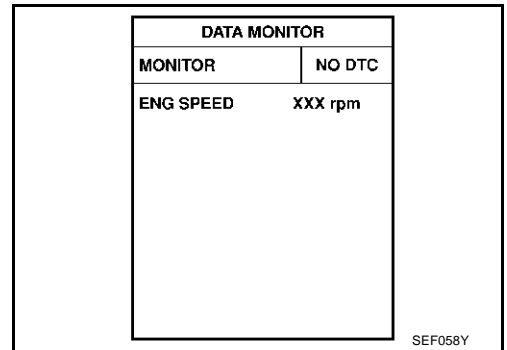 DATA MONITOR
MONITOR NO DTC
ENG SPEED XXX rpm
SEF058Y